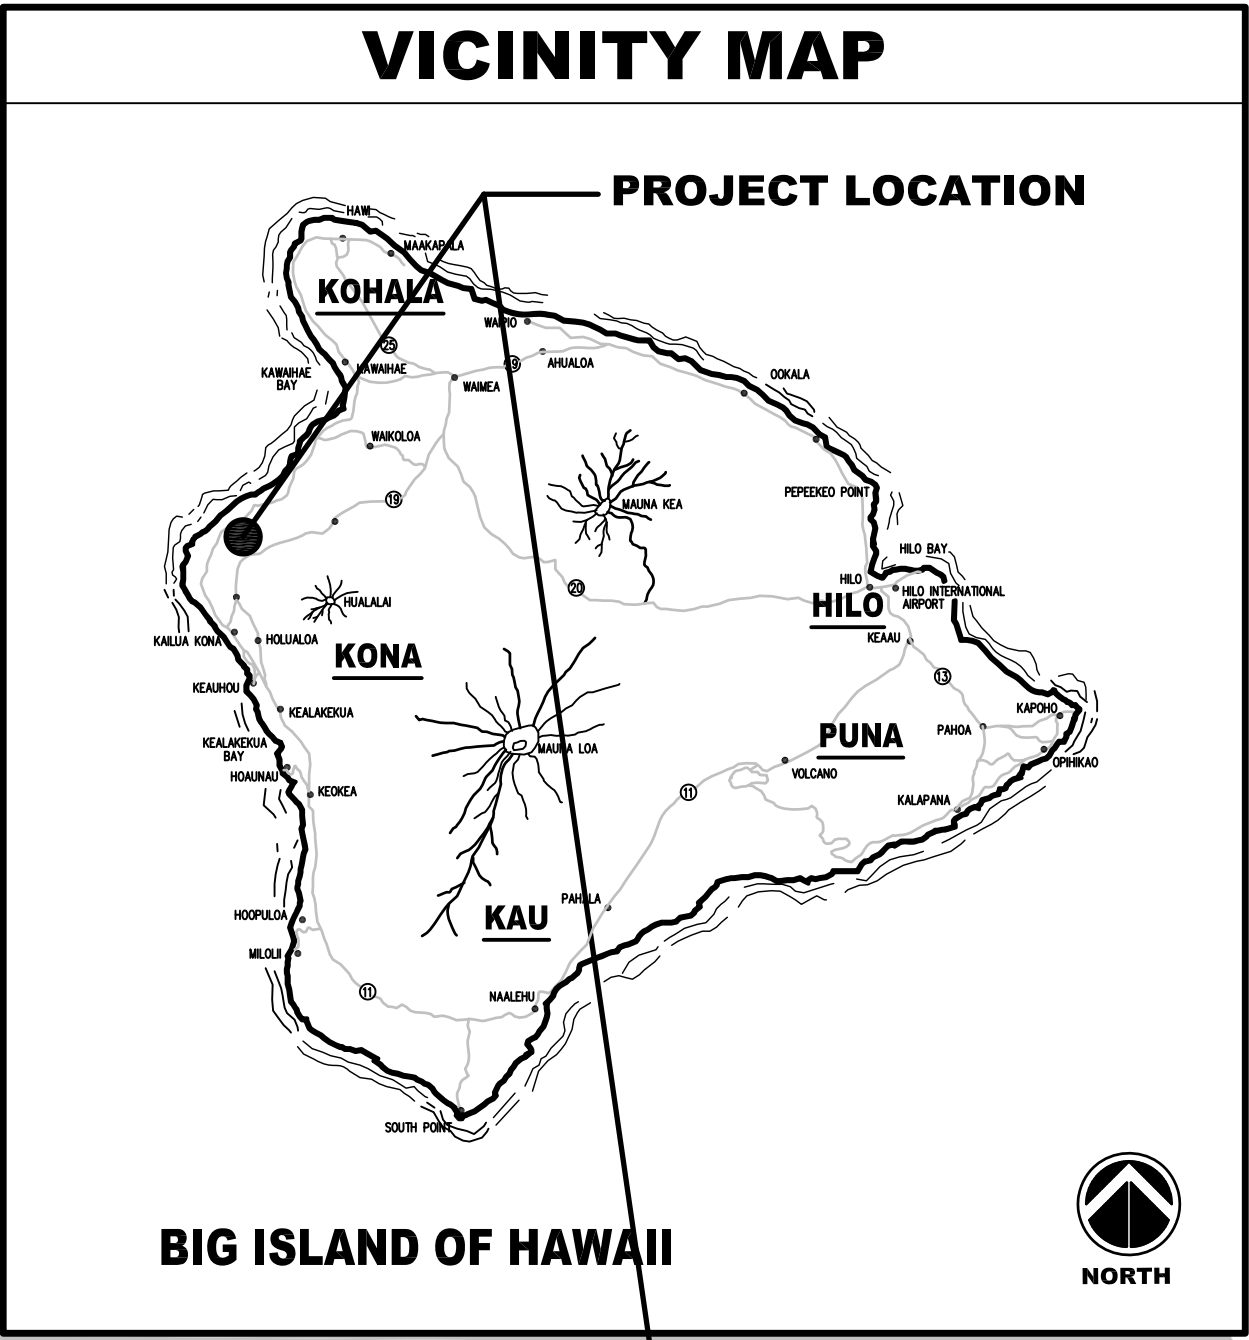 VICINITY MAP
PROJECT LOCATION
HAWI
MAAKAPALA
KOHALA
WAIPIO
25
19
AHUALOA
KAWAIHAE
BAY
KAWAIHAE
WAIMEA
OOKALA
WAIKOLOA
19
MAUNA KEA
PEPEEKEO POINT
HILO BAY
HILO
HILO INTERNATIONAL
AIRPORT
20
HUALALAI
HILO
KAILUA KONA
HOLUALOA
KEAAU
KONA
13
KEAUHOU
KEALAKEKUA
KAPOHO
PAHOA
PUNA
KEALAKEKUA
BAY
MAUNA LOA
OPIHIKAO
HOAUNAU
VOLCANO
KEOKEA
11
KALAPANA
PAHALA
HOOPULOA
KAU
MILOLII
11
NAALEHU
SOUTH POINT
BIG ISLAND OF HAWAII
NORTH